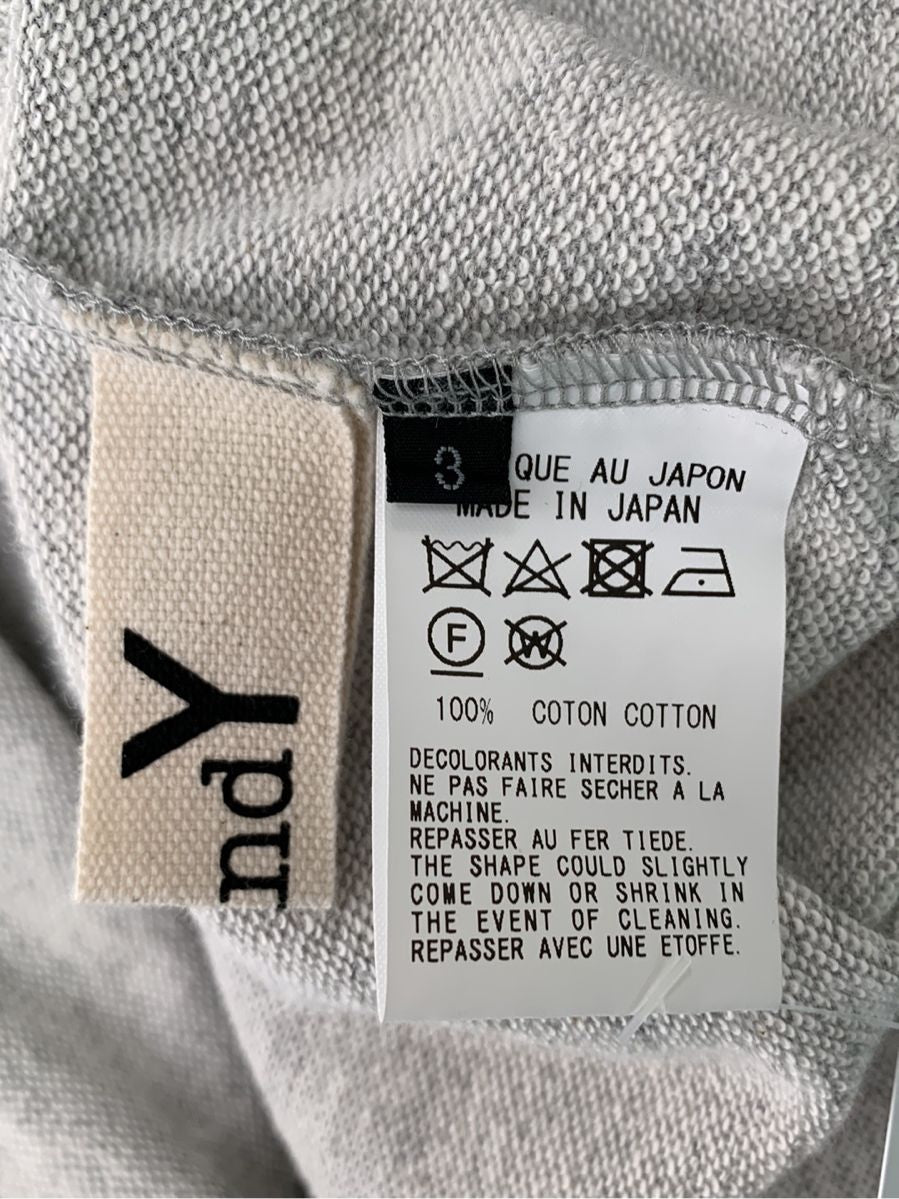 Y
nd
3
QUE AU JAPON
MADE IN JAPAN
F
W
100% COTON COTTON
DECOLORANTS INTERDITS.
NE PAS FAIRE SECHER A LA
MACHINE.
REPASSER AU FER TIEDE.
THE SHAPE COULD SLIGHTLY
COME DOWN OR SHRINK IN
THE EVENT OF CLEANING.
REPASSER AVEC UNE ETOFFE.